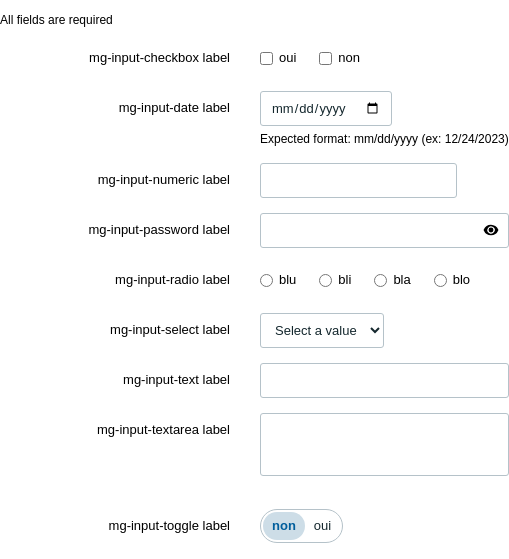 All fields are required
mg-input-checkbox label oui non
mg-input-date label mm/dd/yyyy
Expected format: mm/dd/yyyy (ex: 12/24/2023)
mg-input-numeric label
mg-input-password label
mg-input-radio label blu bli bla blo
mg-input-select label Select a value
mg-input-text label
mg-input-textarea label
mg-input-toggle label non oui